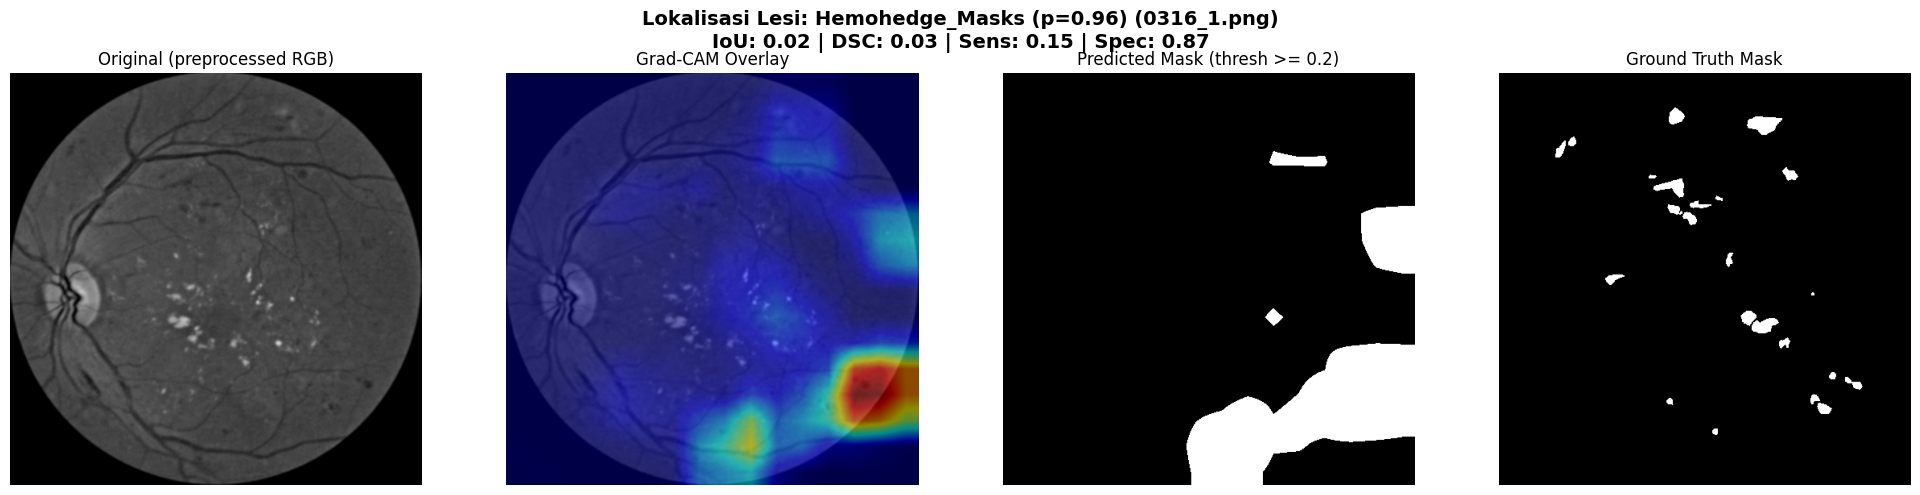 Lokalisasi Lesi: Hemohedge_Masks (p=0.96) (0316_1.png)
IoU: 0.02 | DSC: 0.03 | Sens: 0.15 | Spec: 0.87
Original (preprocessed RGB)
Grad-CAM Overlay
Predicted Mask (thresh >= 0.2)
Ground Truth Mask